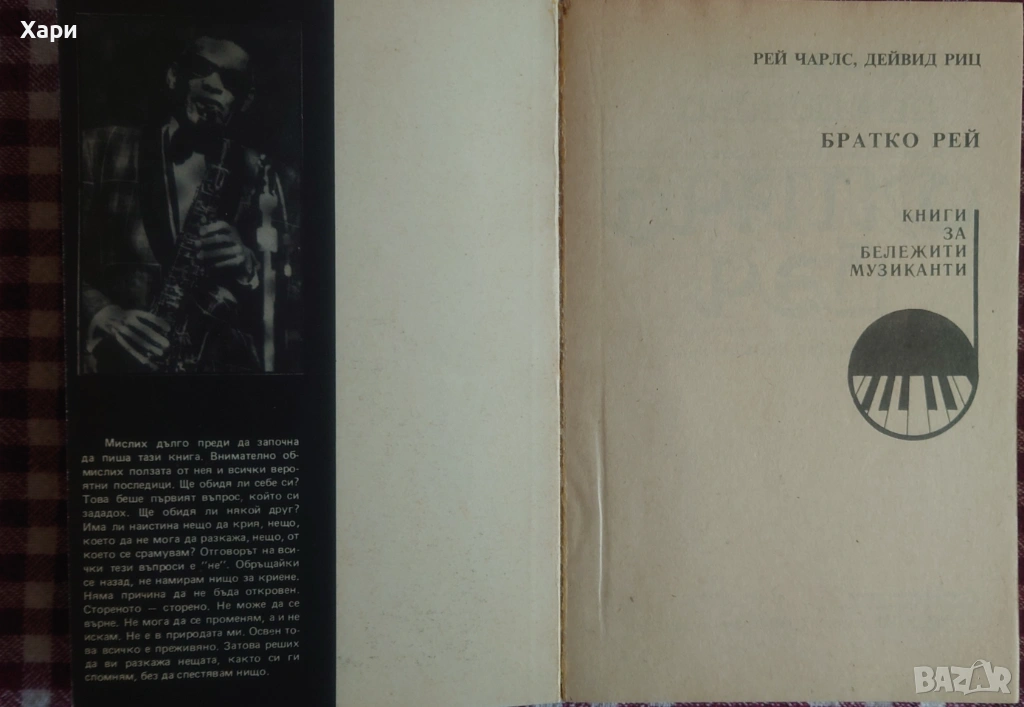 Хари
Мислих дълго преди да започна
да пиша тази книга. Внимателно об-
мислих ползата от нея и всички веро-
ятни последици. Ще обидя ли себе си?
Това беше първият въпрос, който си
зададох. Ще обидя ли някой друг?
Има ли наистина нещо да крия, нещо,
което да не мога да разкажа, нещо, от
което се срамувам? Отговорът на вси-
чки тези въпроси е "не". Обръщайки
се назад, не намирам нищо за криене.
Няма причина да не бъда откровен.
Стореното — сторено. Не може да се
върне. Не мога да се променям, а и не
искам. Не е в природата ми. Освен то-
ва всичко е преживяно. Затова реших
да ви разкажа нещата, както си ги
спомням, без да спестявам нищо.
РЕЙ ЧАРЛС, ДЕЙВИД РИЦ
БРАТКО РЕЙ
КНИГИ
ЗА
БЕЛЕЖИТИ
МУЗИКАНТИ
BAZAR